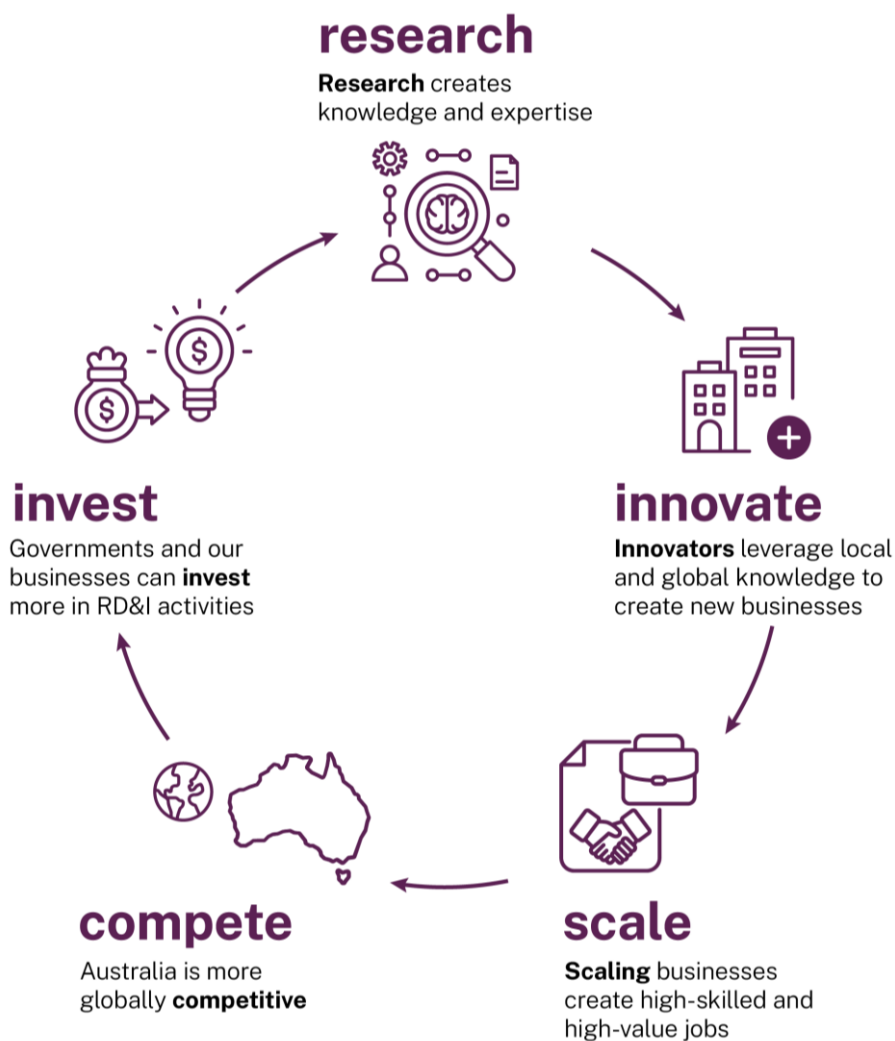 research
Research creates
knowledge and expertise
$
$
invest
Governments and our
businesses can invest
more in RD&I activities
innovate
Innovators leverage local
and global knowledge to
create new businesses
compete
Australia is more
globally competitive
scale
Scaling businesses
create high-skilled and
high-value jobs